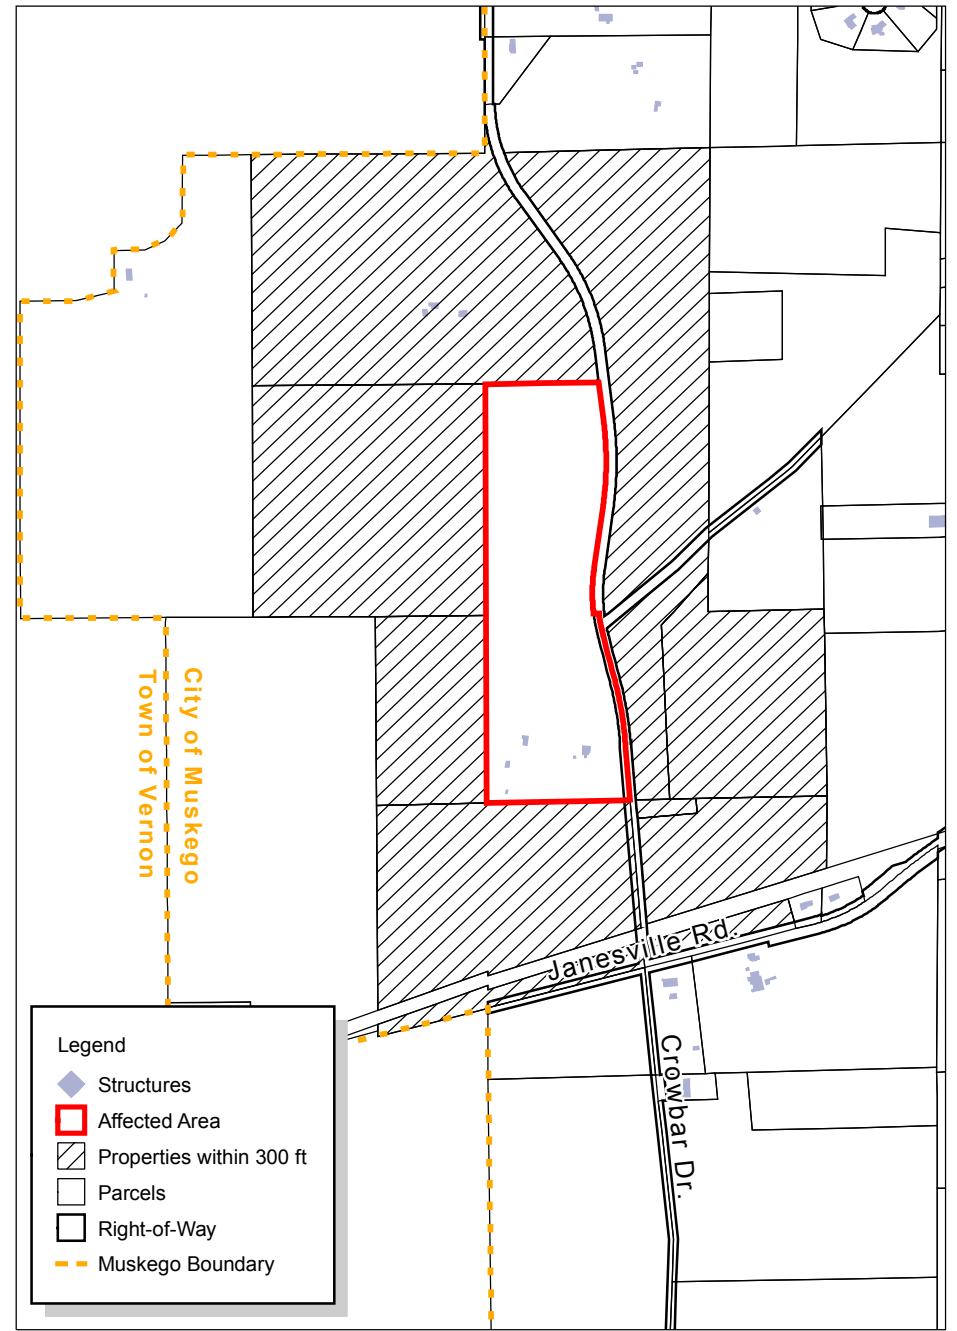 City of Muskego
Town of Vernon
Janesville Rd.
Crowbar Dr.
Legend
Structures
Affected Area
Properties within 300 ft
Parcels
Right-of-Way
Muskego Boundary